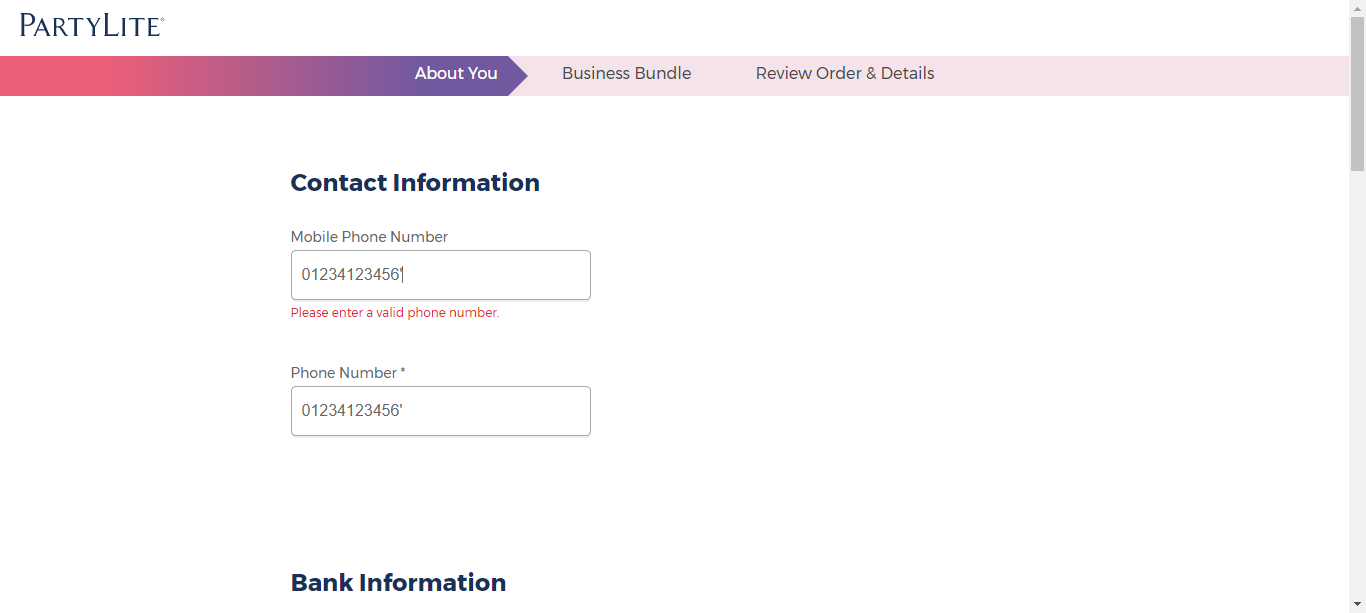 PARTYLITE®
About You
Business Bundle
Review Order & Details
Contact Information
Mobile Phone Number
01234123456'
Please enter a valid phone number.
Phone Number *
01234123456'
Bank Information